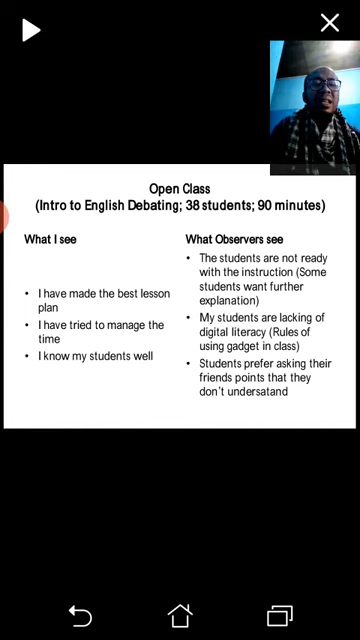 Open Class
(Intro to English Debating; 38 students; 90 minutes)
What I see
I have made the best lesson
plan
I have tried to manage the
time
I know my students well
What Observers see
The students are not ready
with the instruction (Some
students want further
explanation)
My students are lacking of
digital literacy (Rules of
using gadget in class)
Students prefer asking their
friends points that they
don't undersatand